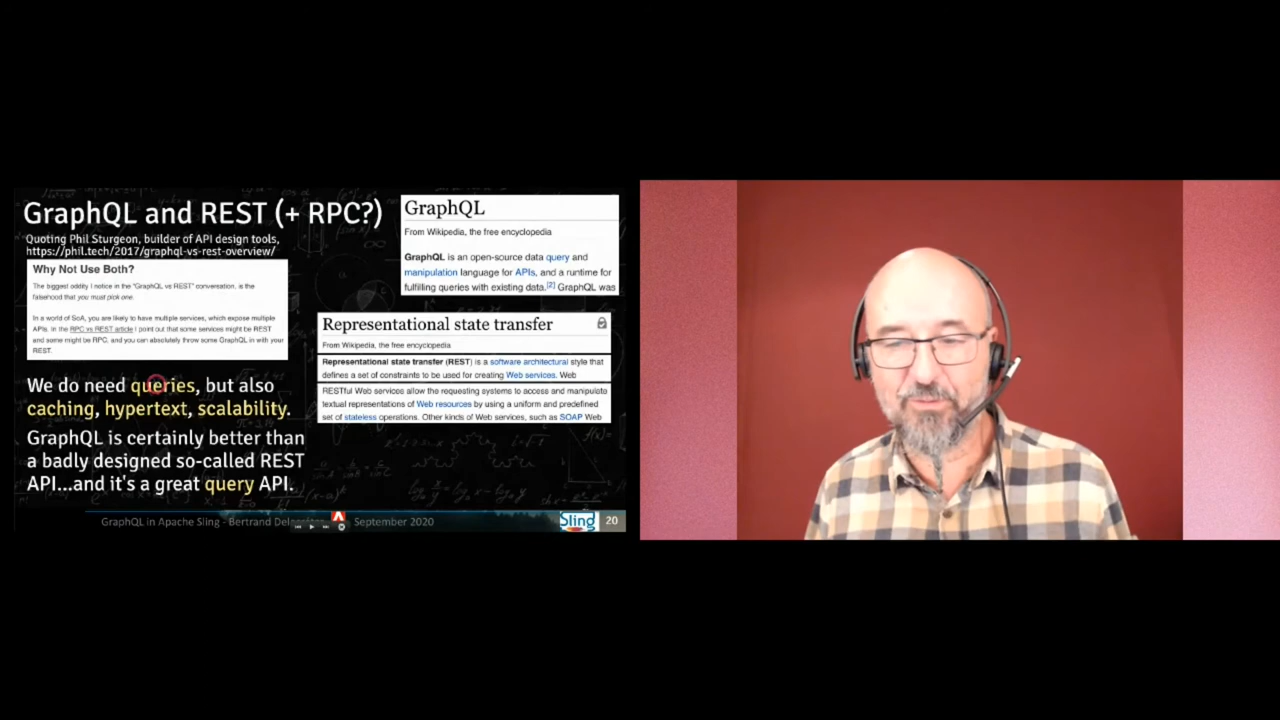 GraphQL and REST (+ RPC?)
Quoting Phil Sturgeon, builder of API design tools,
https://phil.tech/2017/graphql-vs-rest-overview/
Why Not Use Both?
The biggest oddity I notice in the "GraphQL vs REST" conversation, is the
falsehood that you must pick one.
In a world of SoA, you are likely to have multiple services, which expose multiple
APIs. In the RPC vs REST article I point out that some services might be REST
and some might be RPC, and you can absolutely throw some GraphQL in with your
REST.
We do need queries, but also
caching, hypertext, scalability.
GraphQL is certainly better than
a badly designed so-called REST
API...and it's a great query API.
GraphQL
From Wikipedia, the free encyclopedia
GraphQL is an open-source data query and
manipulation language for APIs, and a runtime for
fulfilling queries with existing data.[2] GraphQL was
Representational state transfer
From Wikipedia, the free encyclopedia
Representational state transfer (REST) is a software architectural style that
defines a set of constraints to be used for creating Web services. Web
RESTful Web services allow the requesting systems to access and manipulate
textual representations of Web resources by using a uniform and predefined
set of stateless operations. Other kinds of Web services, such as SOAP Web
GraphQL in Apache Sling - Bertrand September 2020
Sling
20